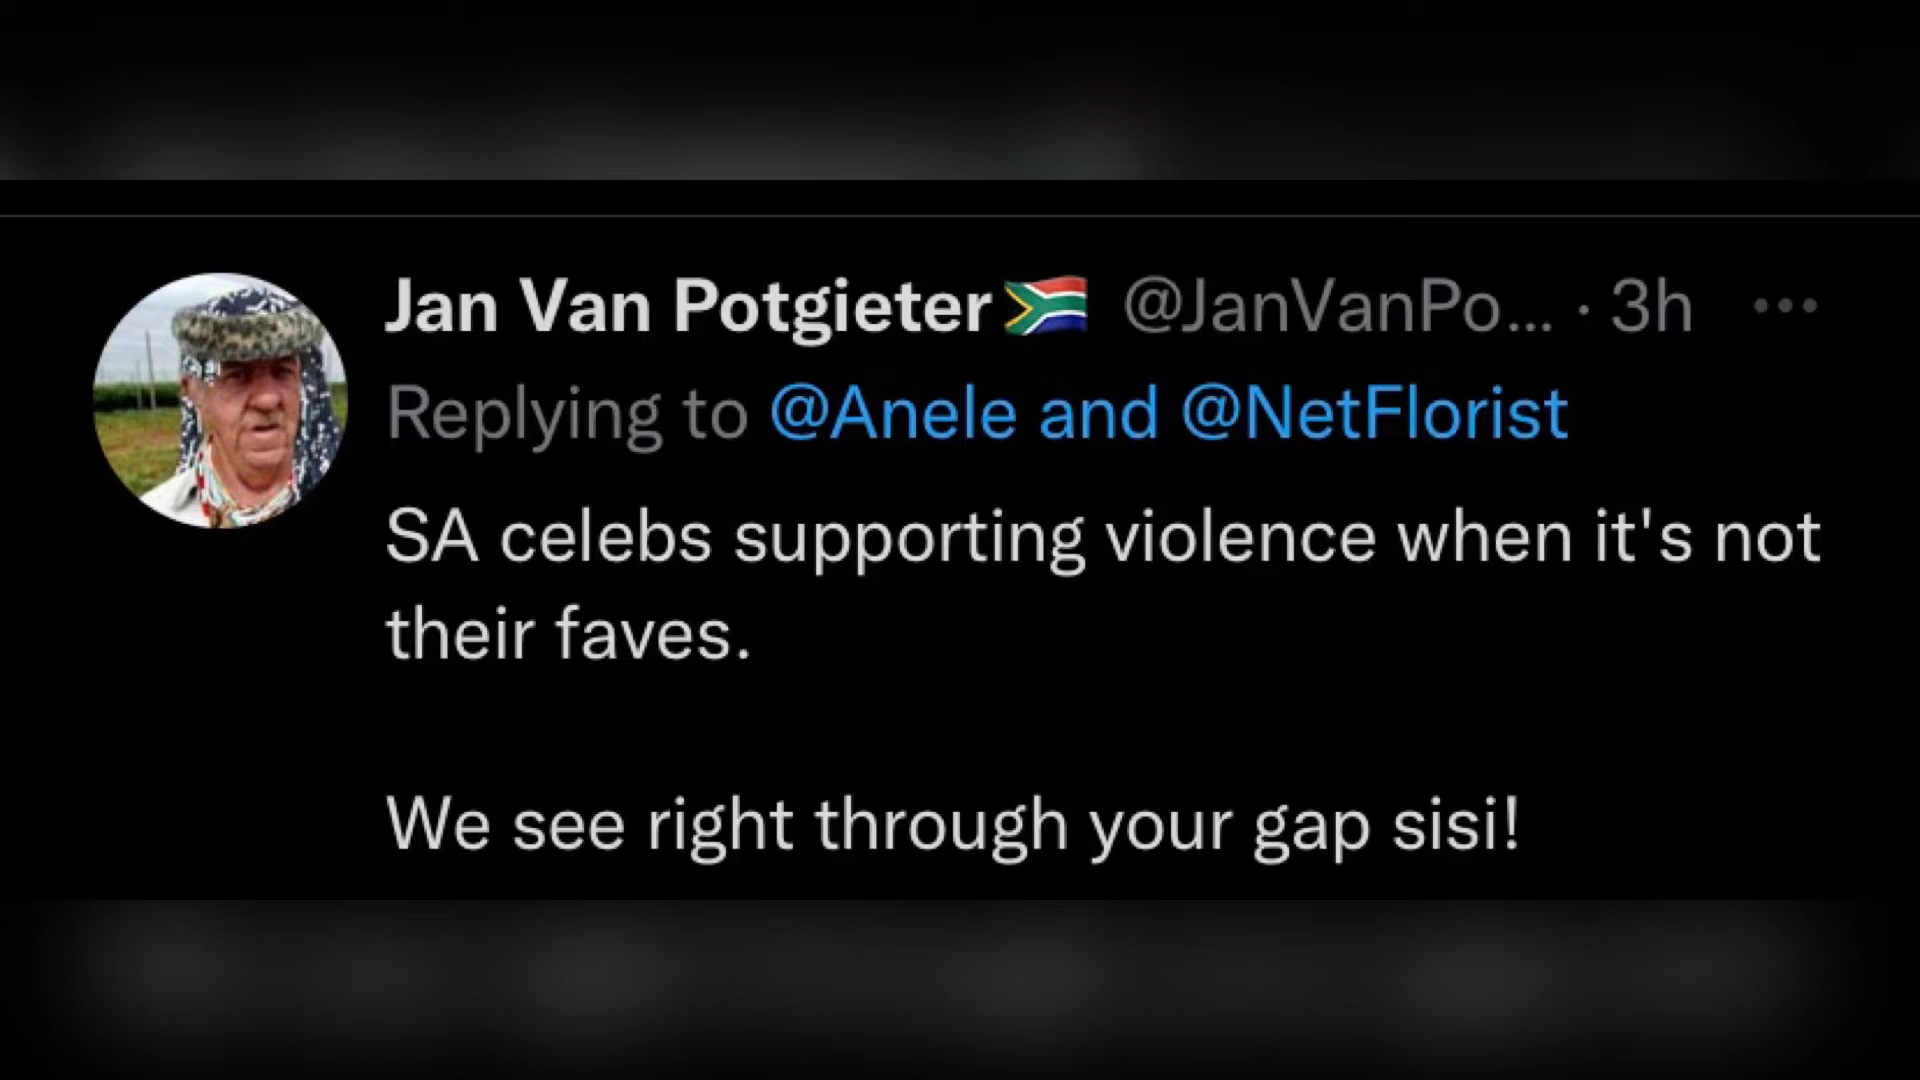 Jan Van Potgieter🇿🇦 @JanVanPo... · 3h
Replying to @Anele and @NetFlorist
SA celebs supporting violence when it's not
their faves.
We see right through your gap sisi!